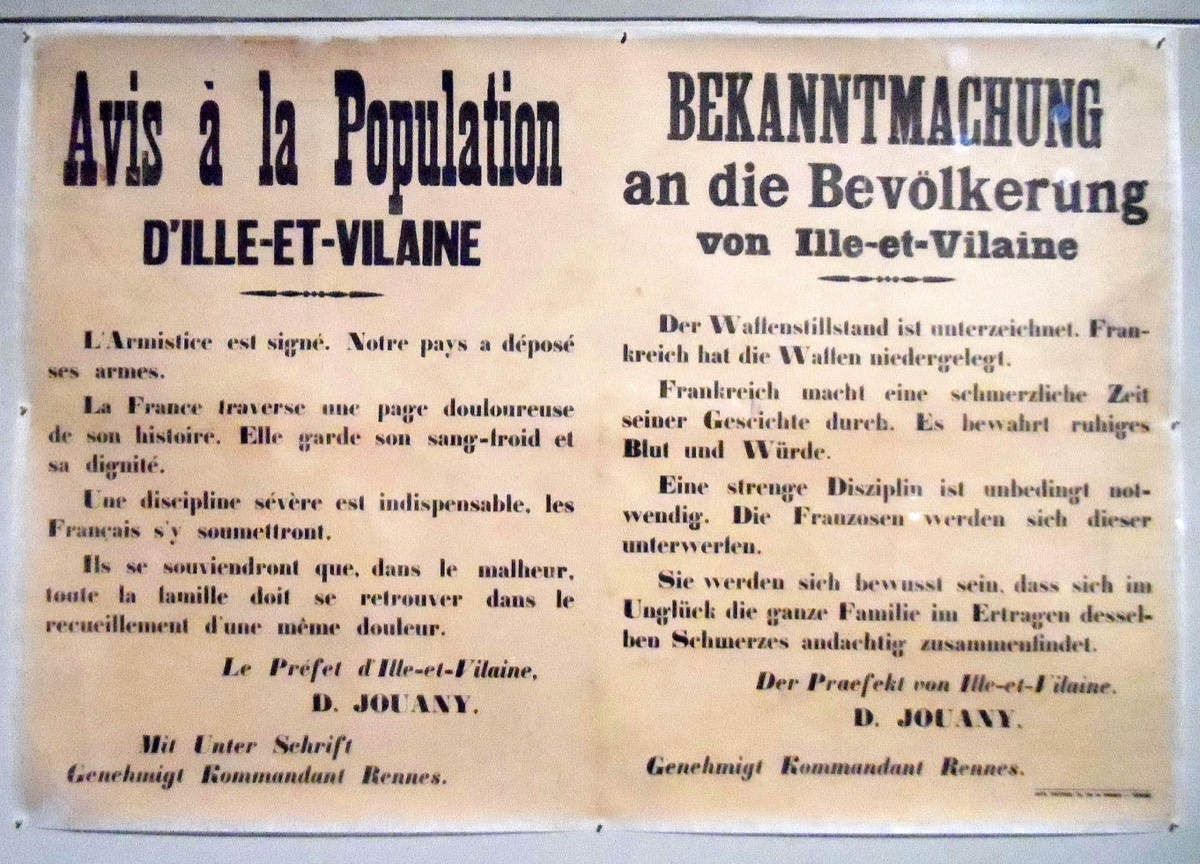 Avis à la Population
D'ILLE-ET-VILAINE
L'Armistice est signé. Notre pays a déposé
ses armes.
La France traverse une page douloureuse
de son histoire. Elle garde son sang-froid et
sa dignité.
Une discipline sévère est indispensable, les
Français s'y soumettront.
Ils se souviendront que, dans le malheur,
toute la famille doit se retrouver dans le
recueillement d'une même douleur.
Le Préfet d'Ille-et-Vilaine,
D. JOUANY.
Mit Unter Schrift
Genehmigt Kommandant Rennes.
BEKANNTMACHUNG
an die Bevölkerung
von Ille-et-Vilaine
Der Waffenstillstand ist unterzeichnet. Fran-
kreich hat die Waffen niedergelegt.
Frankreich macht eine schmerzliche Zeit
seiner Gescichte durch. Es bewahrt ruhiges
Blut und Würde.
Eine strenge Disziplin ist unbedingt not-
wendig. Die Franzosen werden sich dieser
unterwerfen.
Sie werden sich bewusst sein, dass sich im
Unglück die ganze Familie im Ertragen dessel-
ben Schmerzes andachtig zusammenfindet.
Der Praefekt von Ille-et-Vilaine.
D. JOUANY.
Genehmigt Kommandant Rennes.